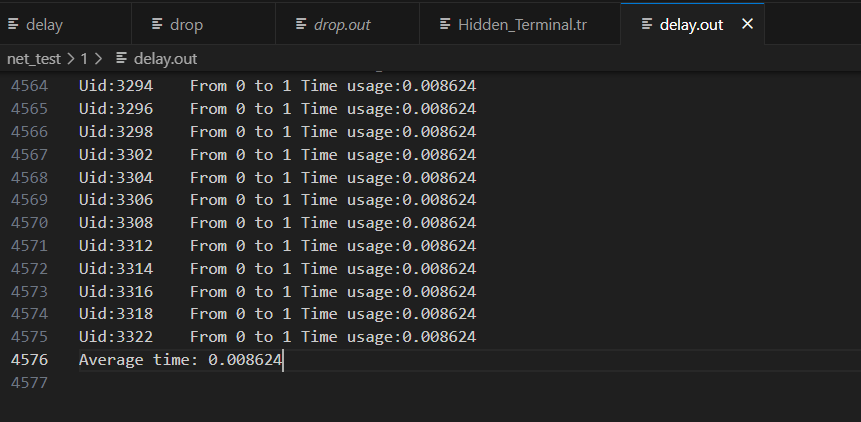 delay drop drop.out Hidden_Terminal.tr delay.out
net_test > 1 > delay.out
4564 Uid:3294 From 0 to 1 Time usage:0.008624
4565 Uid:3296 From 0 to 1 Time usage:0.008624
4566 Uid:3298 From 0 to 1 Time usage:0.008624
4567 Uid:3302 From 0 to 1 Time usage:0.008624
4568 Uid:3304 From 0 to 1 Time usage:0.008624
4569 Uid:3306 From 0 to 1 Time usage:0.008624
4570 Uid:3308 From 0 to 1 Time usage:0.008624
4571 Uid:3312 From 0 to 1 Time usage:0.008624
4572 Uid:3314 From 0 to 1 Time usage:0.008624
4573 Uid:3316 From 0 to 1 Time usage:0.008624
4574 Uid:3318 From 0 to 1 Time usage:0.008624
4575 Uid:3322 From 0 to 1 Time usage:0.008624
4576 Average time: 0.008624
4577